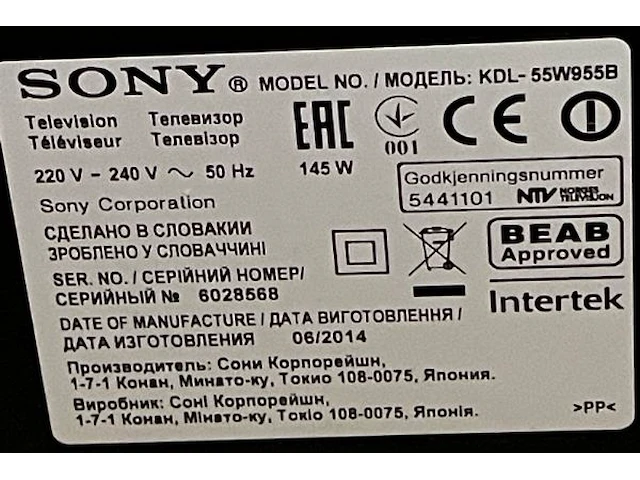 SONY® MODEL NO. / МОДЕЛЬ: KDL- 55W955B
Television Телевизор
Téléviseur Телевізор
EAC
001
CE
220 V – 240 V ~ 50 Hz 145 W
Godkjenningsnummer
5441101 NTV NORGES TELEVISJON
Sony Corporation
СДЕЛАНО В СЛОВАКИИ
ЗРОБЛЕНО У СЛОВАЧЧИНІ
BEAB
Approved
SER. NO. / СЕРІЙНИЙ НОМЕР/
СЕРИЙНЫЙ № 6028568
Intertek
DATE OF MANUFACTURE / ДАТА ВИГОТОВЛЕННЯ /
ДАТА ИЗГОТОВЛЕНИЯ 06/2014
Производитель: Сони Корпорейшн,
1-7-1 Конан, Минато-ку, Токио 108-0075, Япония.
Виробник: Соні Корпорейшн,
1-7-1 Конан, Мінато-ку, Токіо 108-0075, Японія.
>PP<